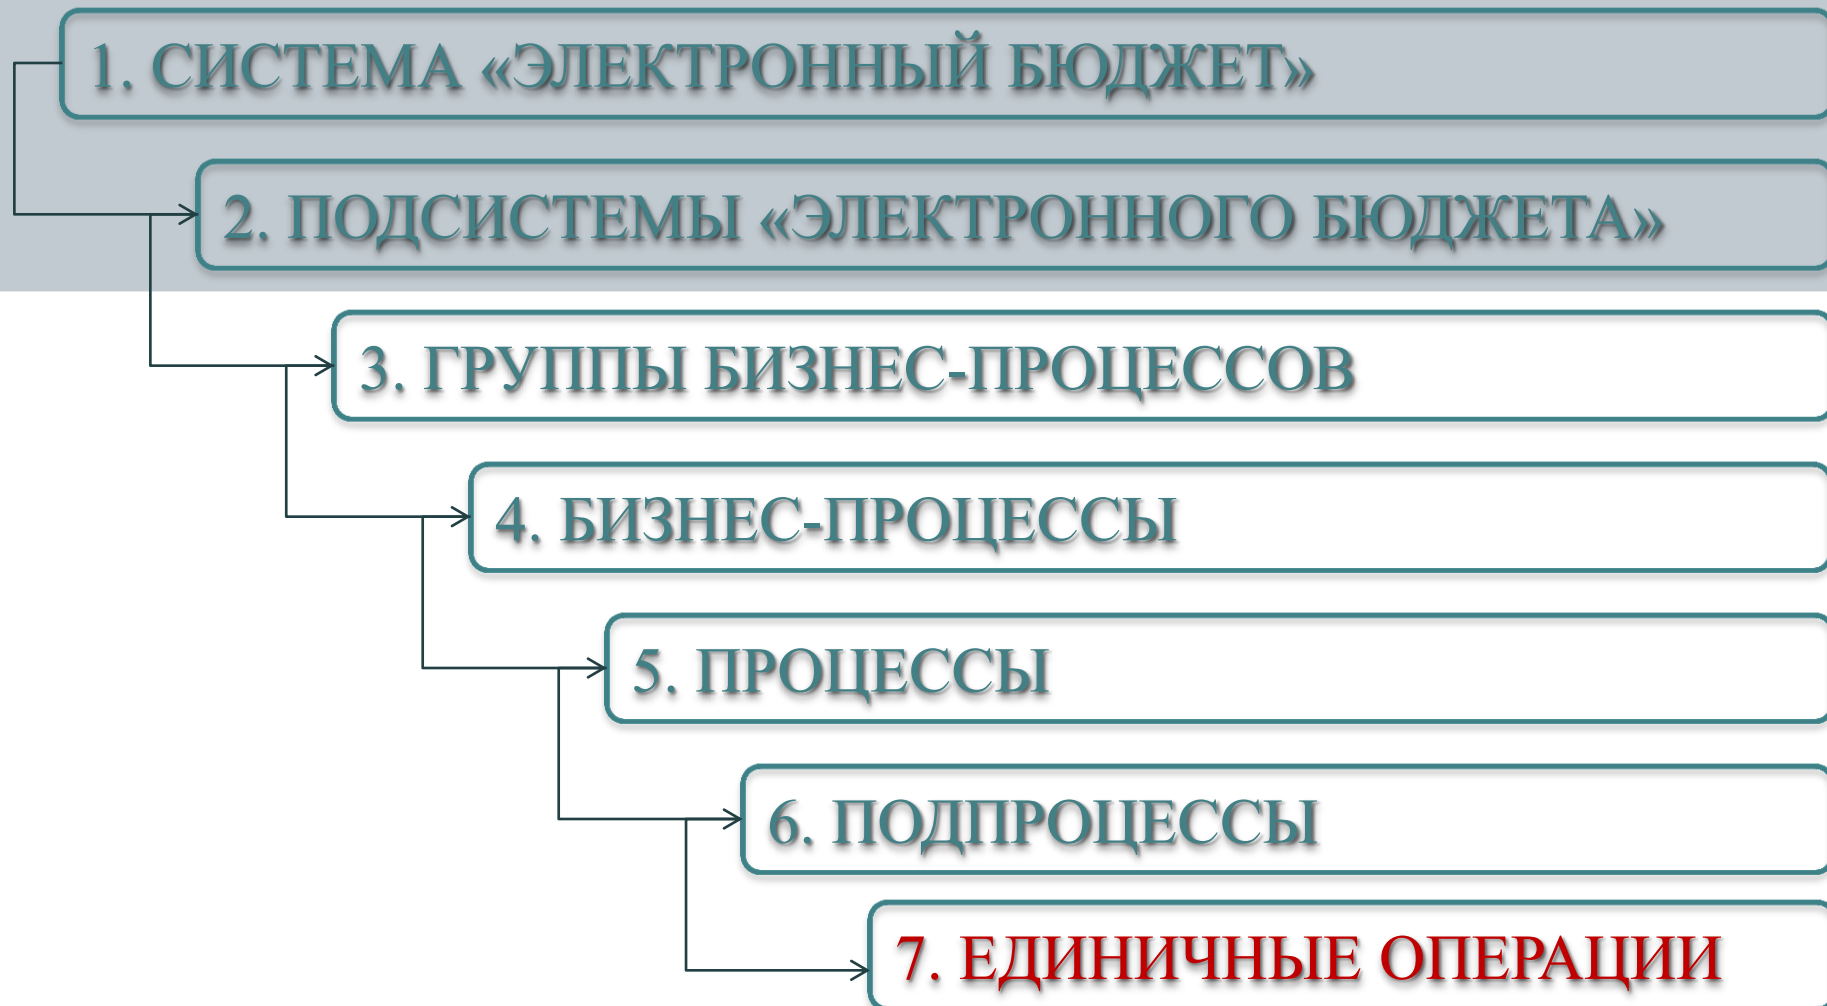 1. СИСТЕМА «ЭЛЕКТРОННЫЙ БЮДЖЕТ»
2. ПОДСИСТЕМЫ «ЭЛЕКТРОННОГО БЮДЖЕТА»
3. ГРУППЫ БИЗНЕС-ПРОЦЕССОВ
4. БИЗНЕС-ПРОЦЕССЫ
5. ПРОЦЕССЫ
6. ПОДПРОЦЕССЫ
7. ЕДИНИЧНЫЕ ОПЕРАЦИИ